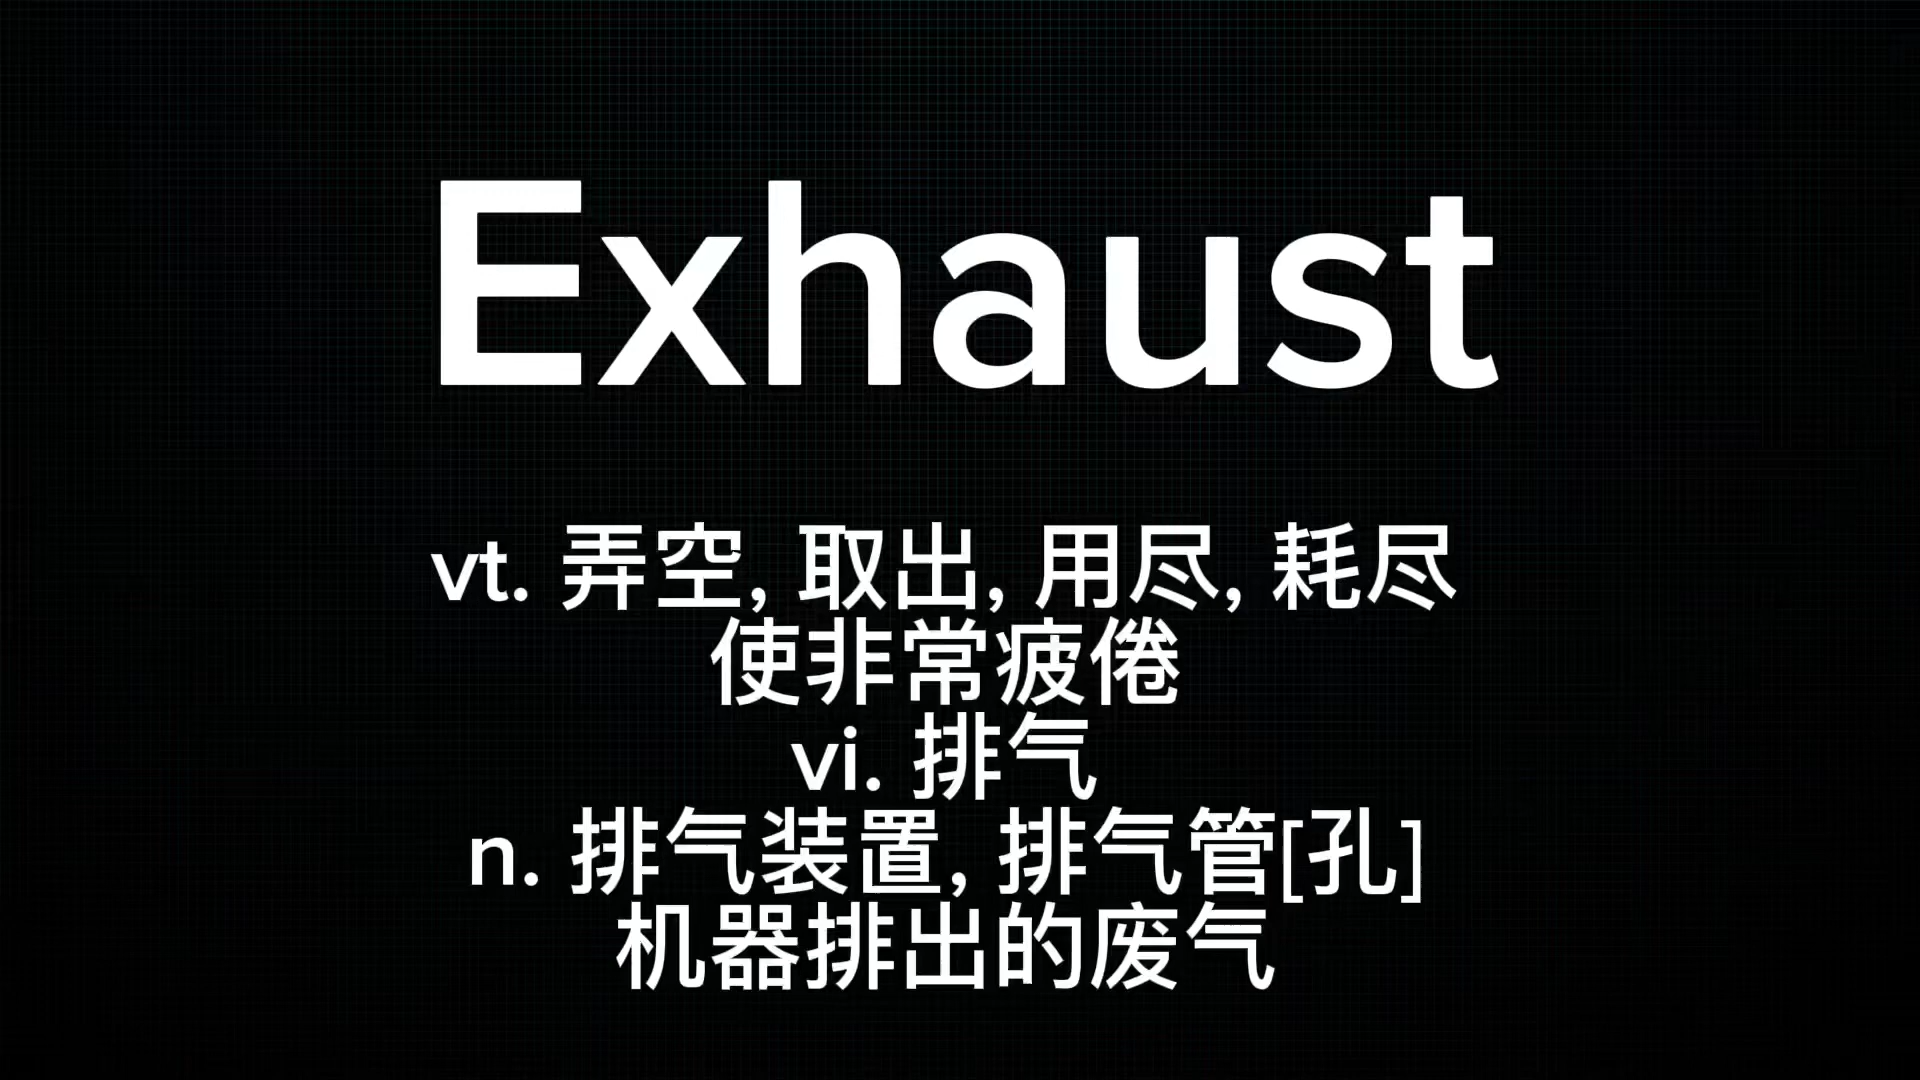 Exhaust
vt. 弄空, 取出, 用尽, 耗尽
使非常疲倦
vi. 排气
n. 排气装置, 排气管[孔]
机器排出的废气